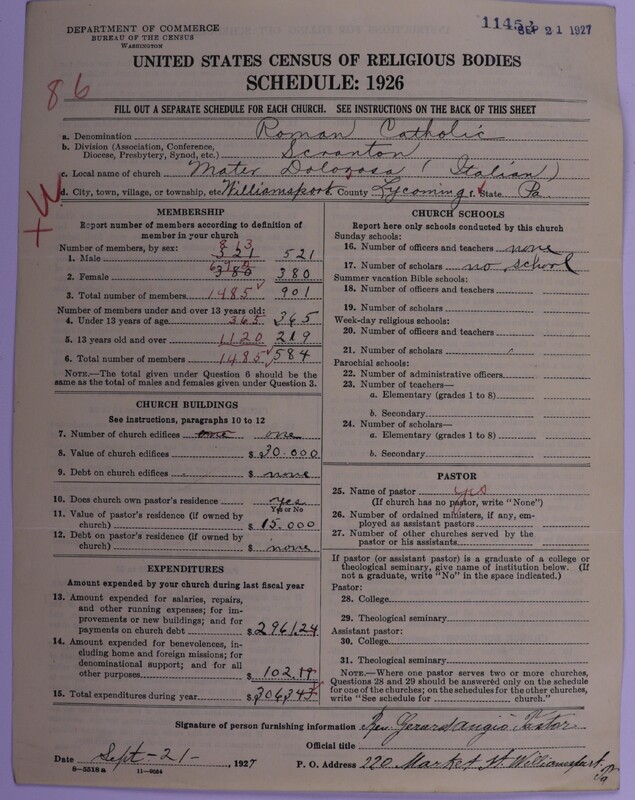 DEPARTMENT OF COMMERCE
BUREAU OF THE CENSUS
WASHINGTON
SEP 21 1927
UNITED STATES CENSUS OF RELIGIOUS BODIES
SCHEDULE: 1926
86
FILL OUT A SEPARATE SCHEDULE FOR EACH CHURCH. SEE INSTRUCTIONS ON THE BACK OF THIS SHEET
a. Denomination Roman Catholic
b. Division (Association, Conference, Diocese, Presbytery, Synod, etc.) Scranton
c. Local name of church Mater Dolorosa (Italian)
d. City, town, village, or township, etc. Williamsport County Lycoming f. State Pa.
MEMBERSHIP
Report number of members according to definition of member in your church
Number of members, by sex:
1. Male 521
2. Female 380
3. Total number of members 1485 901
Number of members under and over 13 years old:
4. Under 13 years of age 365 365
5. 13 years old and over 1120 219
6. Total number of members 1485 584
NOTE.—The total given under Question 6 should be the same as the total of males and females given under Question 3.
CHURCH BUILDINGS
See instructions, paragraphs 10 to 12
7. Number of church edifices one one
8. Value of church edifices $30.000
9. Debt on church edifices $ none
10. Does church own pastor's residence yes
Yes or No
11. Value of pastor's residence (if owned by church) $15.000
12. Debt on pastor's residence (if owned by church) $ none
EXPENDITURES
Amount expended by your church during last fiscal year
13. Amount expended for salaries, repairs, and other running expenses; for improvements or new buildings; and for payments on church debt $2961,24
14. Amount expended for benevolences, including home and foreign missions; for denominational support; and for all other purposes $102.19
15. Total expenditures during year $3063,43
CHURCH SCHOOLS
Report here only schools conducted by this church
Sunday schools:
16. Number of officers and teachers none
17. Number of scholars no school
Summer vacation Bible schools:
18. Number of officers and teachers
19. Number of scholars
Week-day religious schools:
20. Number of officers and teachers
21. Number of scholars
Parochial schools:
22. Number of administrative officers
23. Number of teachers—
a. Elementary (grades 1 to 8)
b. Secondary
24. Number of scholars—
a. Elementary (grades 1 to 8)
b. Secondary
PASTOR
25. Name of pastor yes
(If church has no pastor, write "None")
26. Number of ordained ministers, if any, employed as assistant pastors
27. Number of other churches served by the pastor or his assistants
If pastor (or assistant pastor) is a graduate of a college or theological seminary, give name of institution below. (If not a graduate, write "No" in the space indicated.)
Pastor:
28. College
29. Theological seminary
Assistant pastor:
30. College
31. Theological seminary
NOTE.—Where one pastor serves two or more churches, Questions 28 and 29 should be answered only on the schedule for one of the churches; on the schedules for the other churches, write "See schedule for church."
Signature of person furnishing information Rev. Gerard Angio Pastor
Official title
Date Sept-21-, 1927 P. O. Address 220 Market St. Williamsport, Pa
8-5518a 11-9054